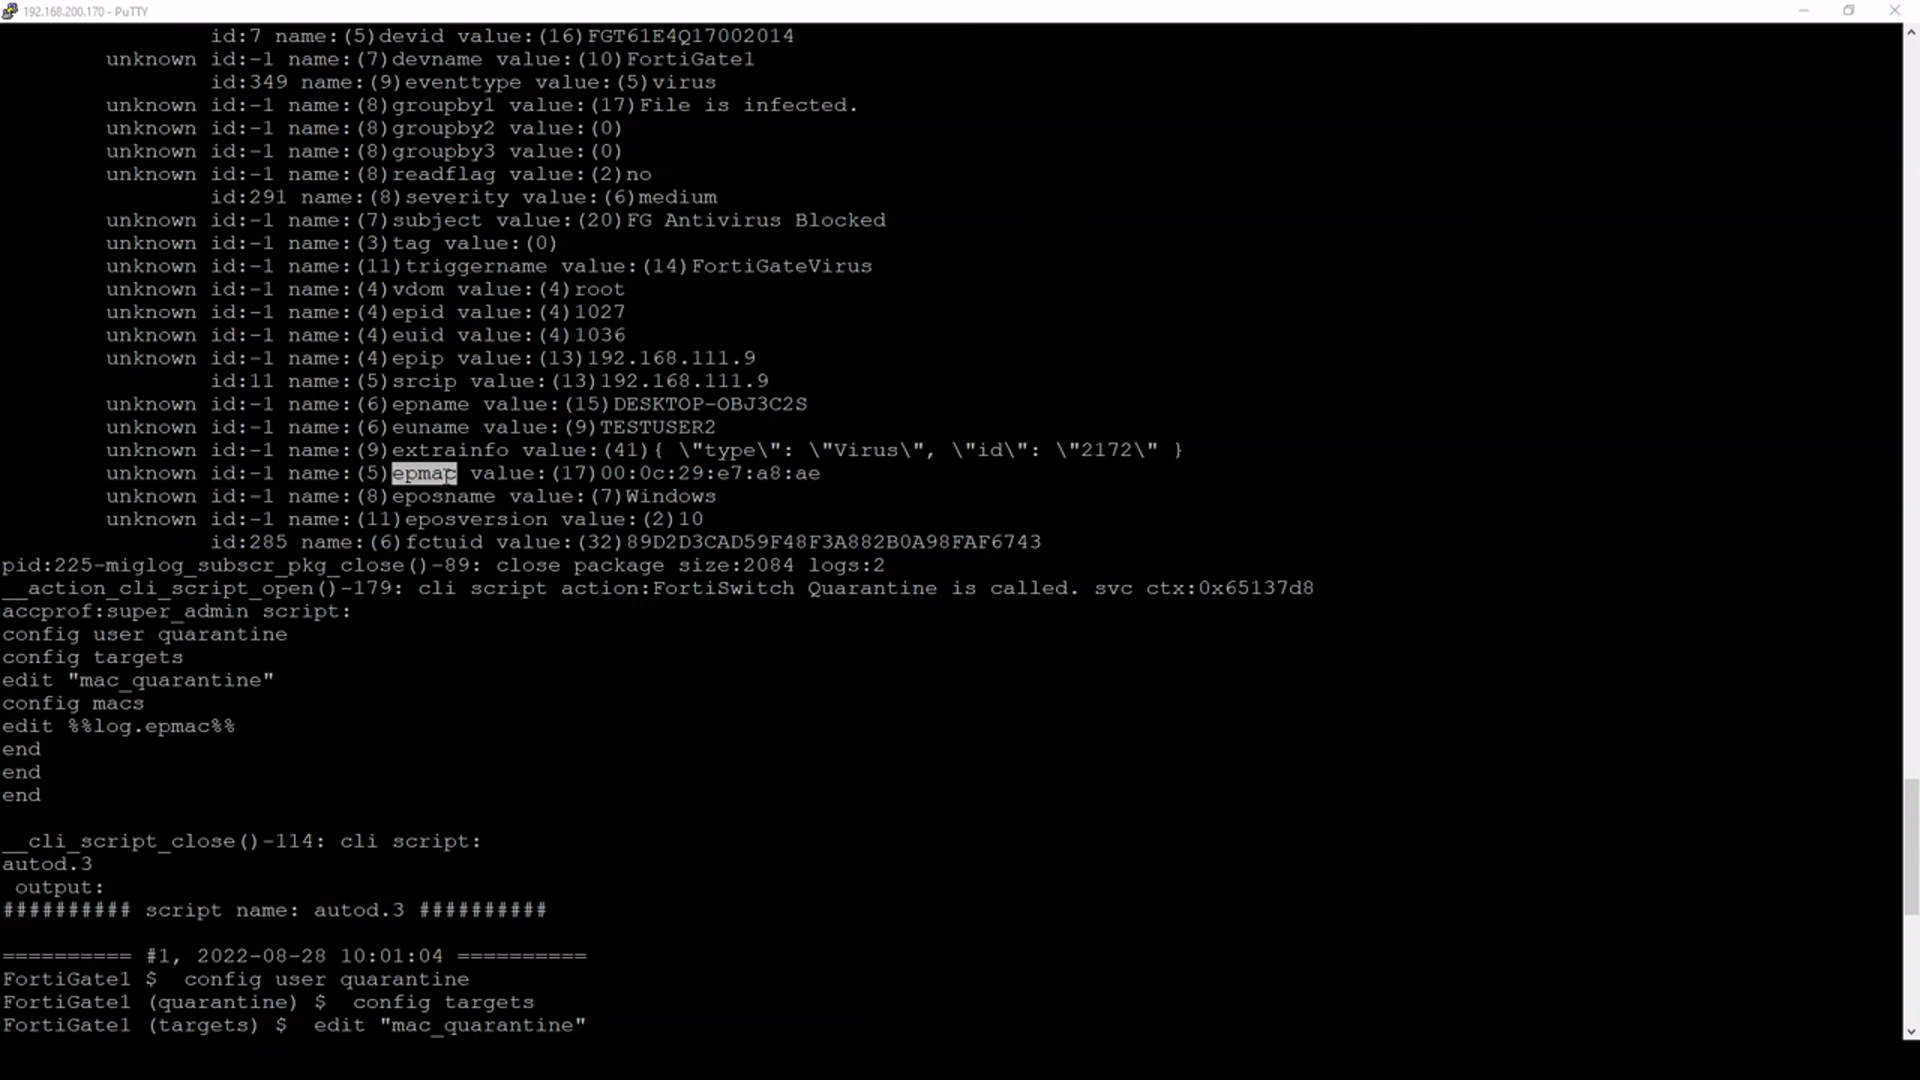 192.168.200.170 - PuTTY
id:7 name:(5)devid value:(16)FGT61E4Q17002014
unknown id:-1 name:(7)devname value:(10)FortiGate1
id:349 name:(9)eventtype value:(5)virus
unknown id:-1 name:(8)groupby1 value:(17)File is infected.
unknown id:-1 name:(8)groupby2 value:(0)
unknown id:-1 name:(8)groupby3 value:(0)
unknown id:-1 name:(8)readflag value:(2)no
id:291 name:(8)severity value:(6)medium
unknown id:-1 name:(7)subject value:(20)FG Antivirus Blocked
unknown id:-1 name:(3)tag value:(0)
unknown id:-1 name:(11)triggername value:(14)FortiGateVirus
unknown id:-1 name:(4)vdom value:(4)root
unknown id:-1 name:(4)epid value:(4)1027
unknown id:-1 name:(4)euid value:(4)1036
unknown id:-1 name:(4)epip value:(13)192.168.111.9
id:11 name:(5)srcip value:(13)192.168.111.9
unknown id:-1 name:(6)epname value:(15)DESKTOP-OBJ3C2S
unknown id:-1 name:(6)euname value:(9)TESTUSER2
unknown id:-1 name:(9)extrainfo value:(41){ \"type\": \"Virus\", \"id\": \"2172\" }
unknown id:-1 name:(5)epmac value:(17)00:0c:29:e7:a8:ae
unknown id:-1 name:(8)eposname value:(7)Windows
unknown id:-1 name:(11)eposversion value:(2)10
id:285 name:(6)fctuid value:(32)89D2D3CAD59F48F3A882B0A98FAF6743
pid:225-miglog_subscr_pkg_close()-89: close package size:2084 logs:2
__action_cli_script_open()-179: cli script action:FortiSwitch Quarantine is called. svc ctx:0x65137d8
accprof:super_admin script:
config user quarantine
config targets
edit "mac_quarantine"
config macs
edit %%log.epmac%%
end
end
end
__cli_script_close()-114: cli script:
autod.3
output:
########## script name: autod.3 ##########
========== #1, 2022-08-28 10:01:04 ==========
FortiGate1 $  config user quarantine
FortiGate1 (quarantine) $  config targets
FortiGate1 (targets) $  edit "mac_quarantine"